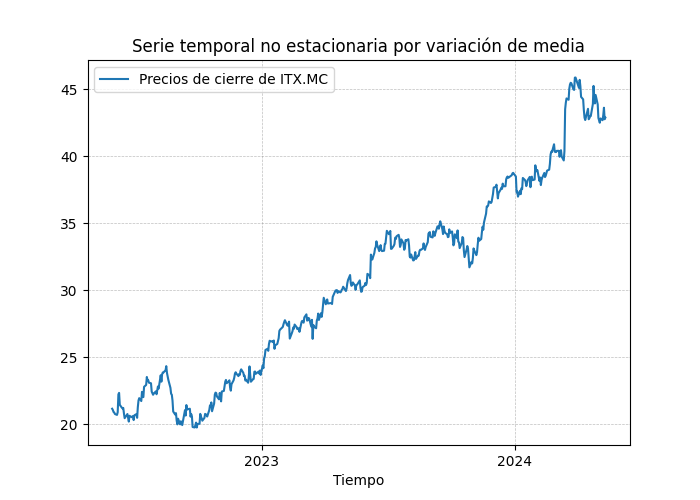 Serie temporal no estacionaria por variación de media
Precios de cierre de ITX.MC
45
40
35
30
25
20
2023
2024
Tiempo